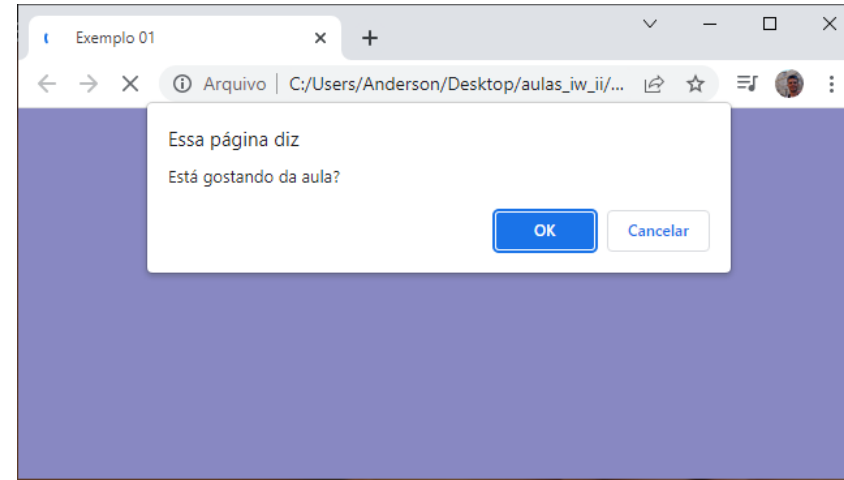 Exemplo 01
Arquivo | C:/Users/Anderson/Desktop/aulas_iw_ii/...
Essa página diz
Está gostando da aula?
OK Cancelar